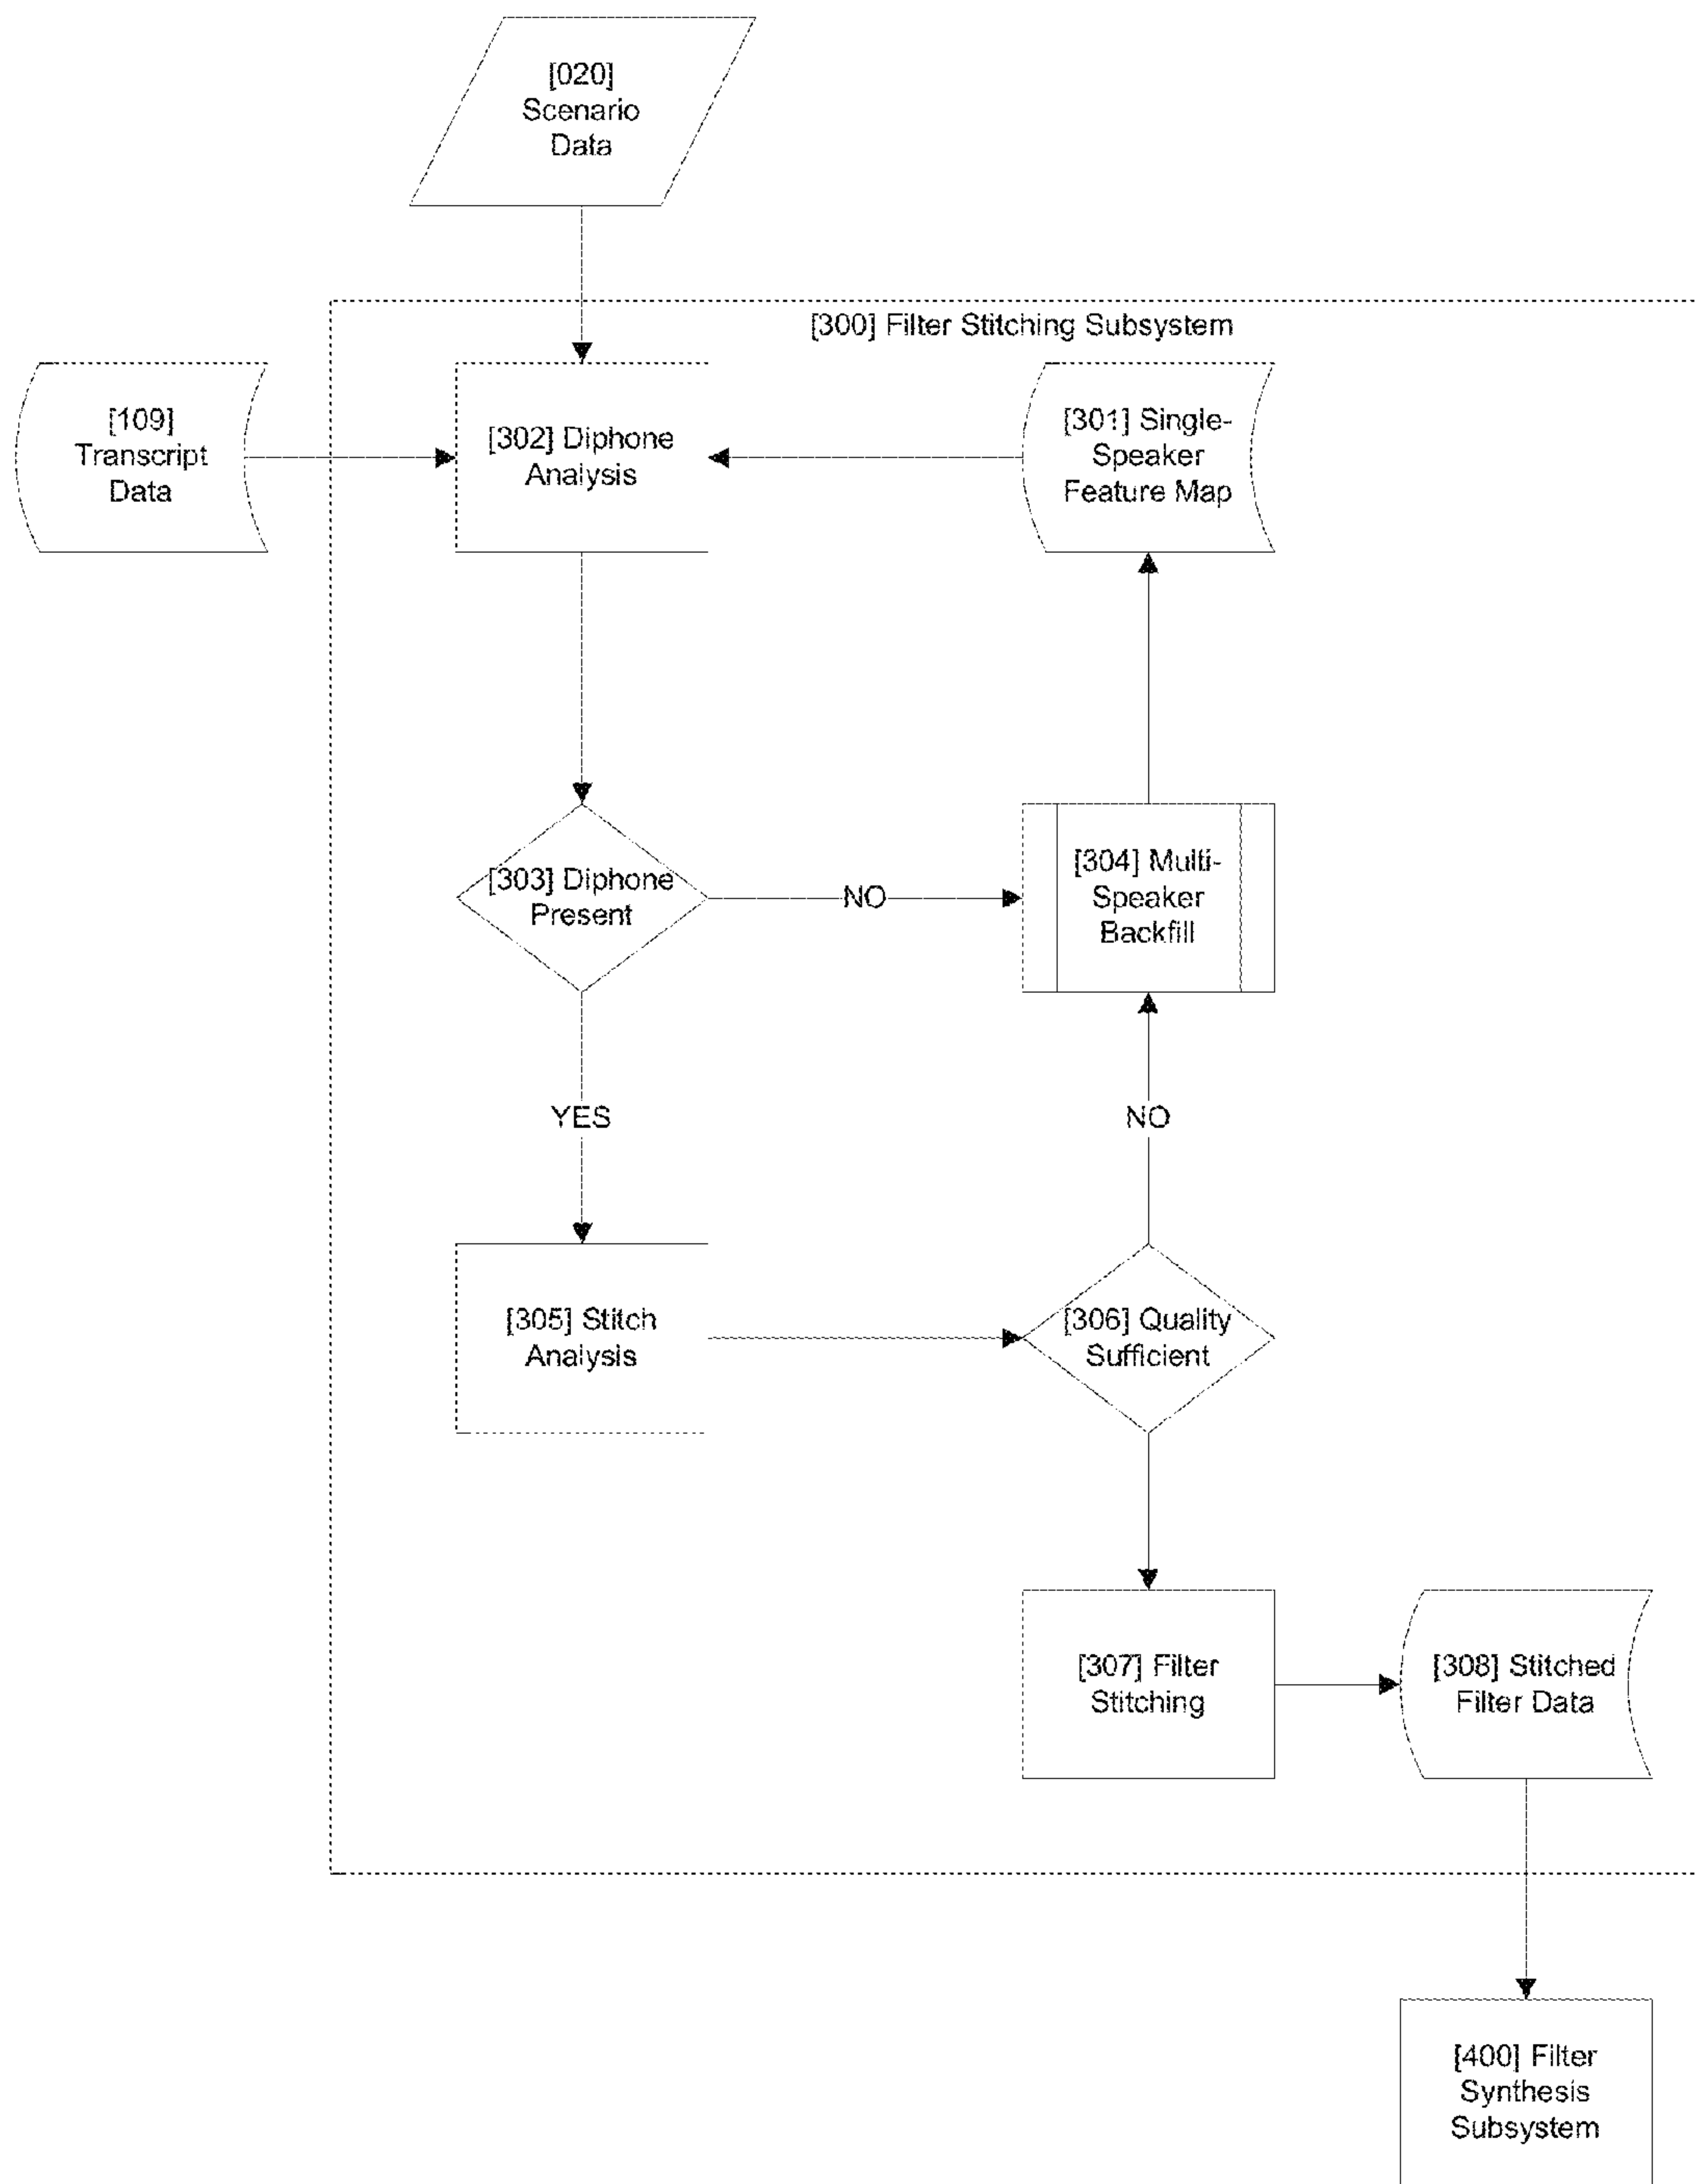 [020]
Scenario
Data
[300] Filter Stitching Subsystem
[109]
Transcript
Data
[302] Diphone
Analysis
[301] Single-
Speaker
Feature Map
[303] Diphone
Present
NO
[304] Multi-
Speaker
Backfill
YES
NO
[305] Stitch
Analysis
[306] Quality
Sufficient
[307] Filter
Stitching
[308] Stitched
Filter Data
[400] Filter
Synthesis
Subsystem